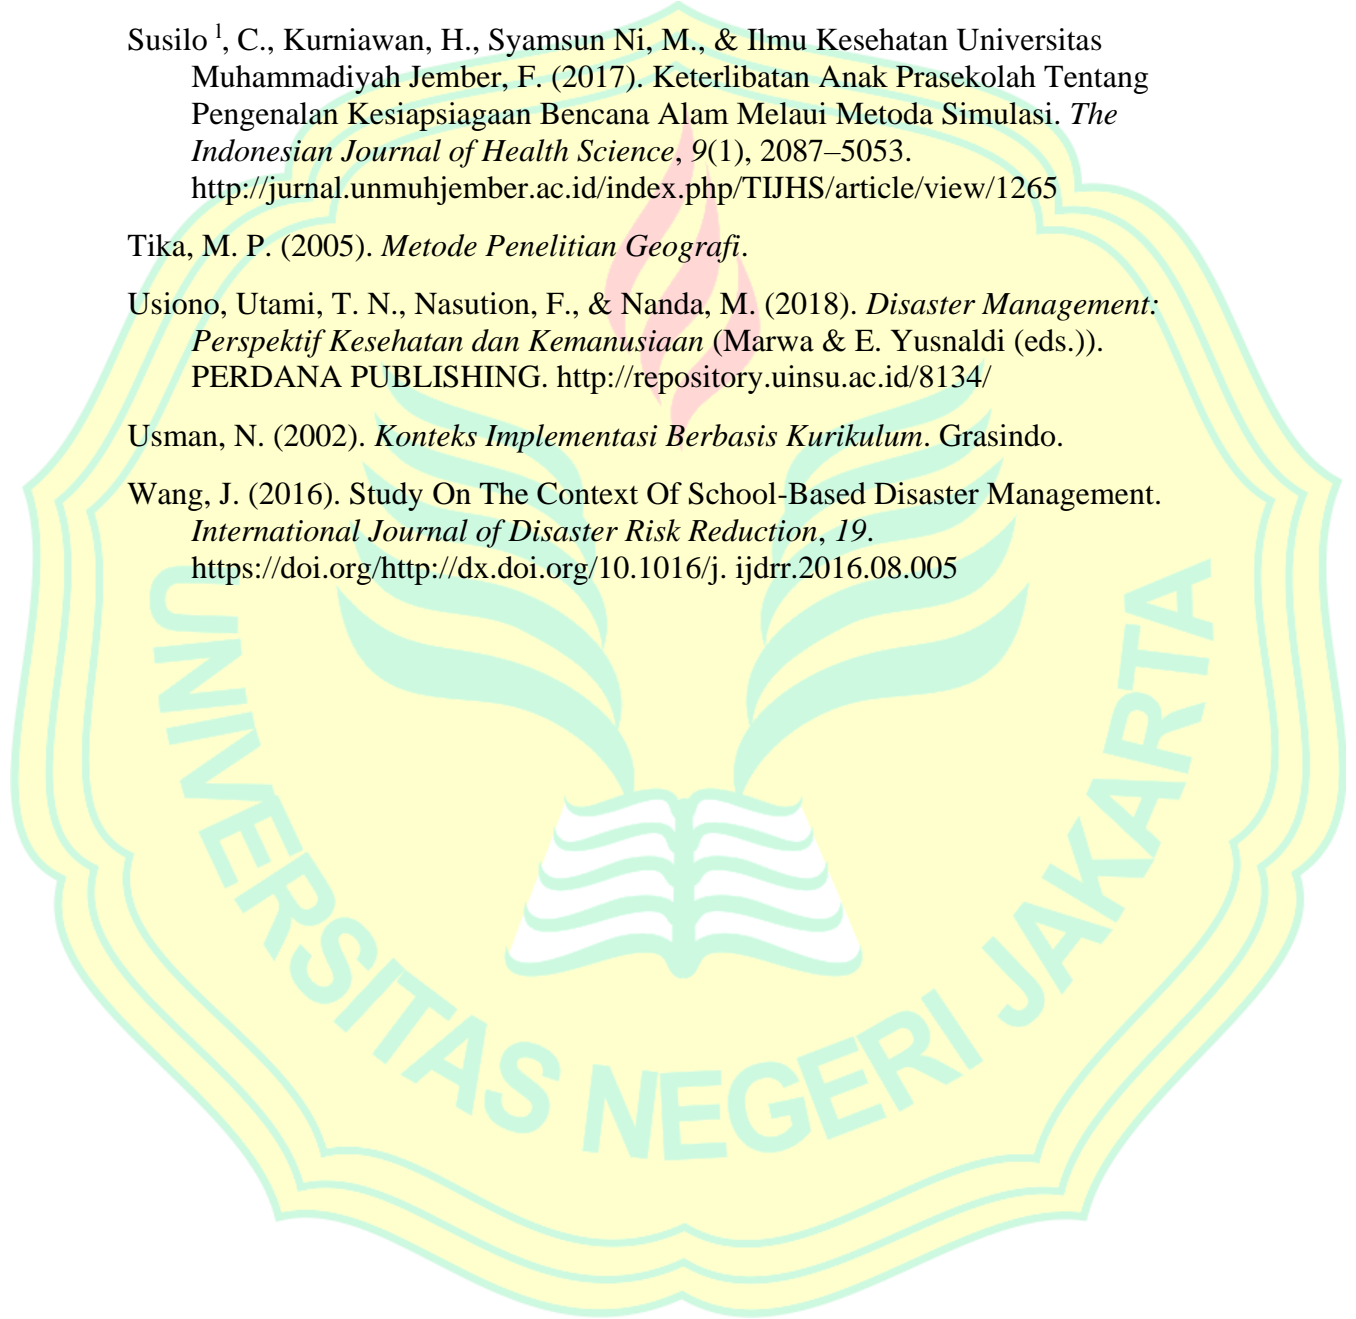 Susilo ¹, C., Kurniawan, H., Syamsun Ni, M., & Ilmu Kesehatan Universitas
Muhammadiyah Jember, F. (2017). Keterlibatan Anak Prasekolah Tentang
Pengenalan Kesiapsiagaan Bencana Alam Melaui Metoda Simulasi. The
Indonesian Journal of Health Science, 9(1), 2087–5053.
http://jurnal.unmuhjember.ac.id/index.php/TIJHS/article/view/1265
Tika, M. P. (2005). Metode Penelitian Geografi.
Usiono, Utami, T. N., Nasution, F., & Nanda, M. (2018). Disaster Management:
Perspektif Kesehatan dan Kemanusiaan (Marwa & E. Yusnaldi (eds.)).
PERDANA PUBLISHING. http://repository.uinsu.ac.id/8134/
Usman, N. (2002). Konteks Implementasi Berbasis Kurikulum. Grasindo.
Wang, J. (2016). Study On The Context Of School-Based Disaster Management.
International Journal of Disaster Risk Reduction, 19.
https://doi.org/http://dx.doi.org/10.1016/j. ijdrr.2016.08.005
UNIVERSITAS NEGERI JAKARTA